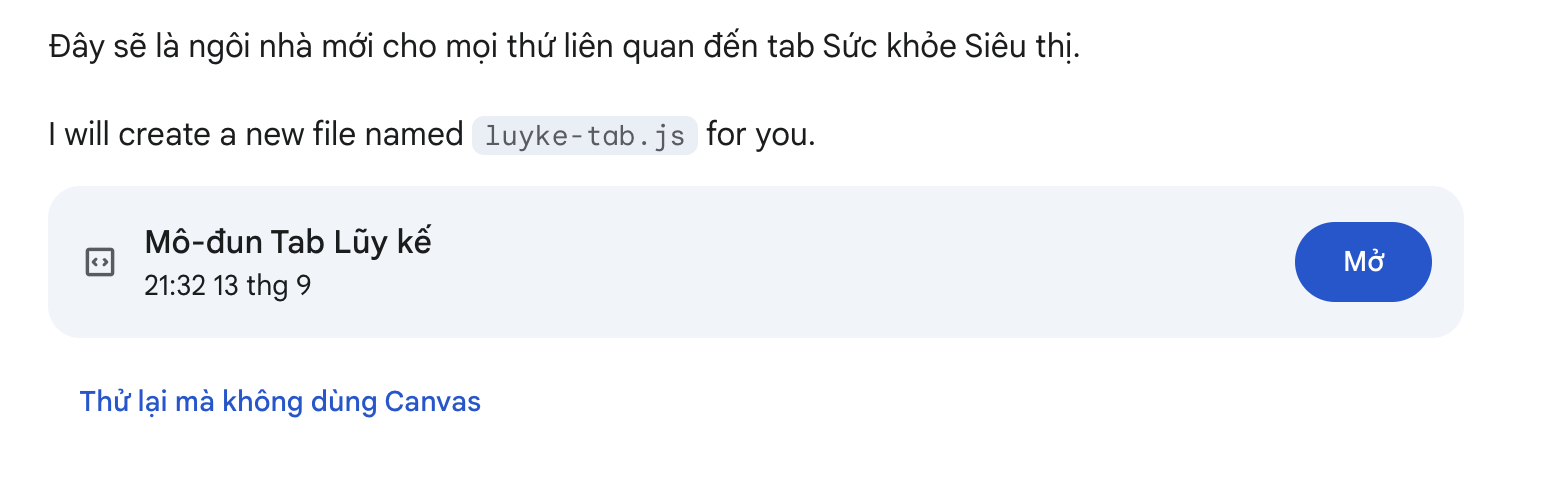 Đây sẽ là ngôi nhà mới cho mọi thứ liên quan đến tab Sức khỏe Siêu thị.
I will create a new file named luyke-tab.js for you.
Mô-đun Tab Lũy kế
21:32 13 thg 9
Mở
Thử lại mà không dùng Canvas